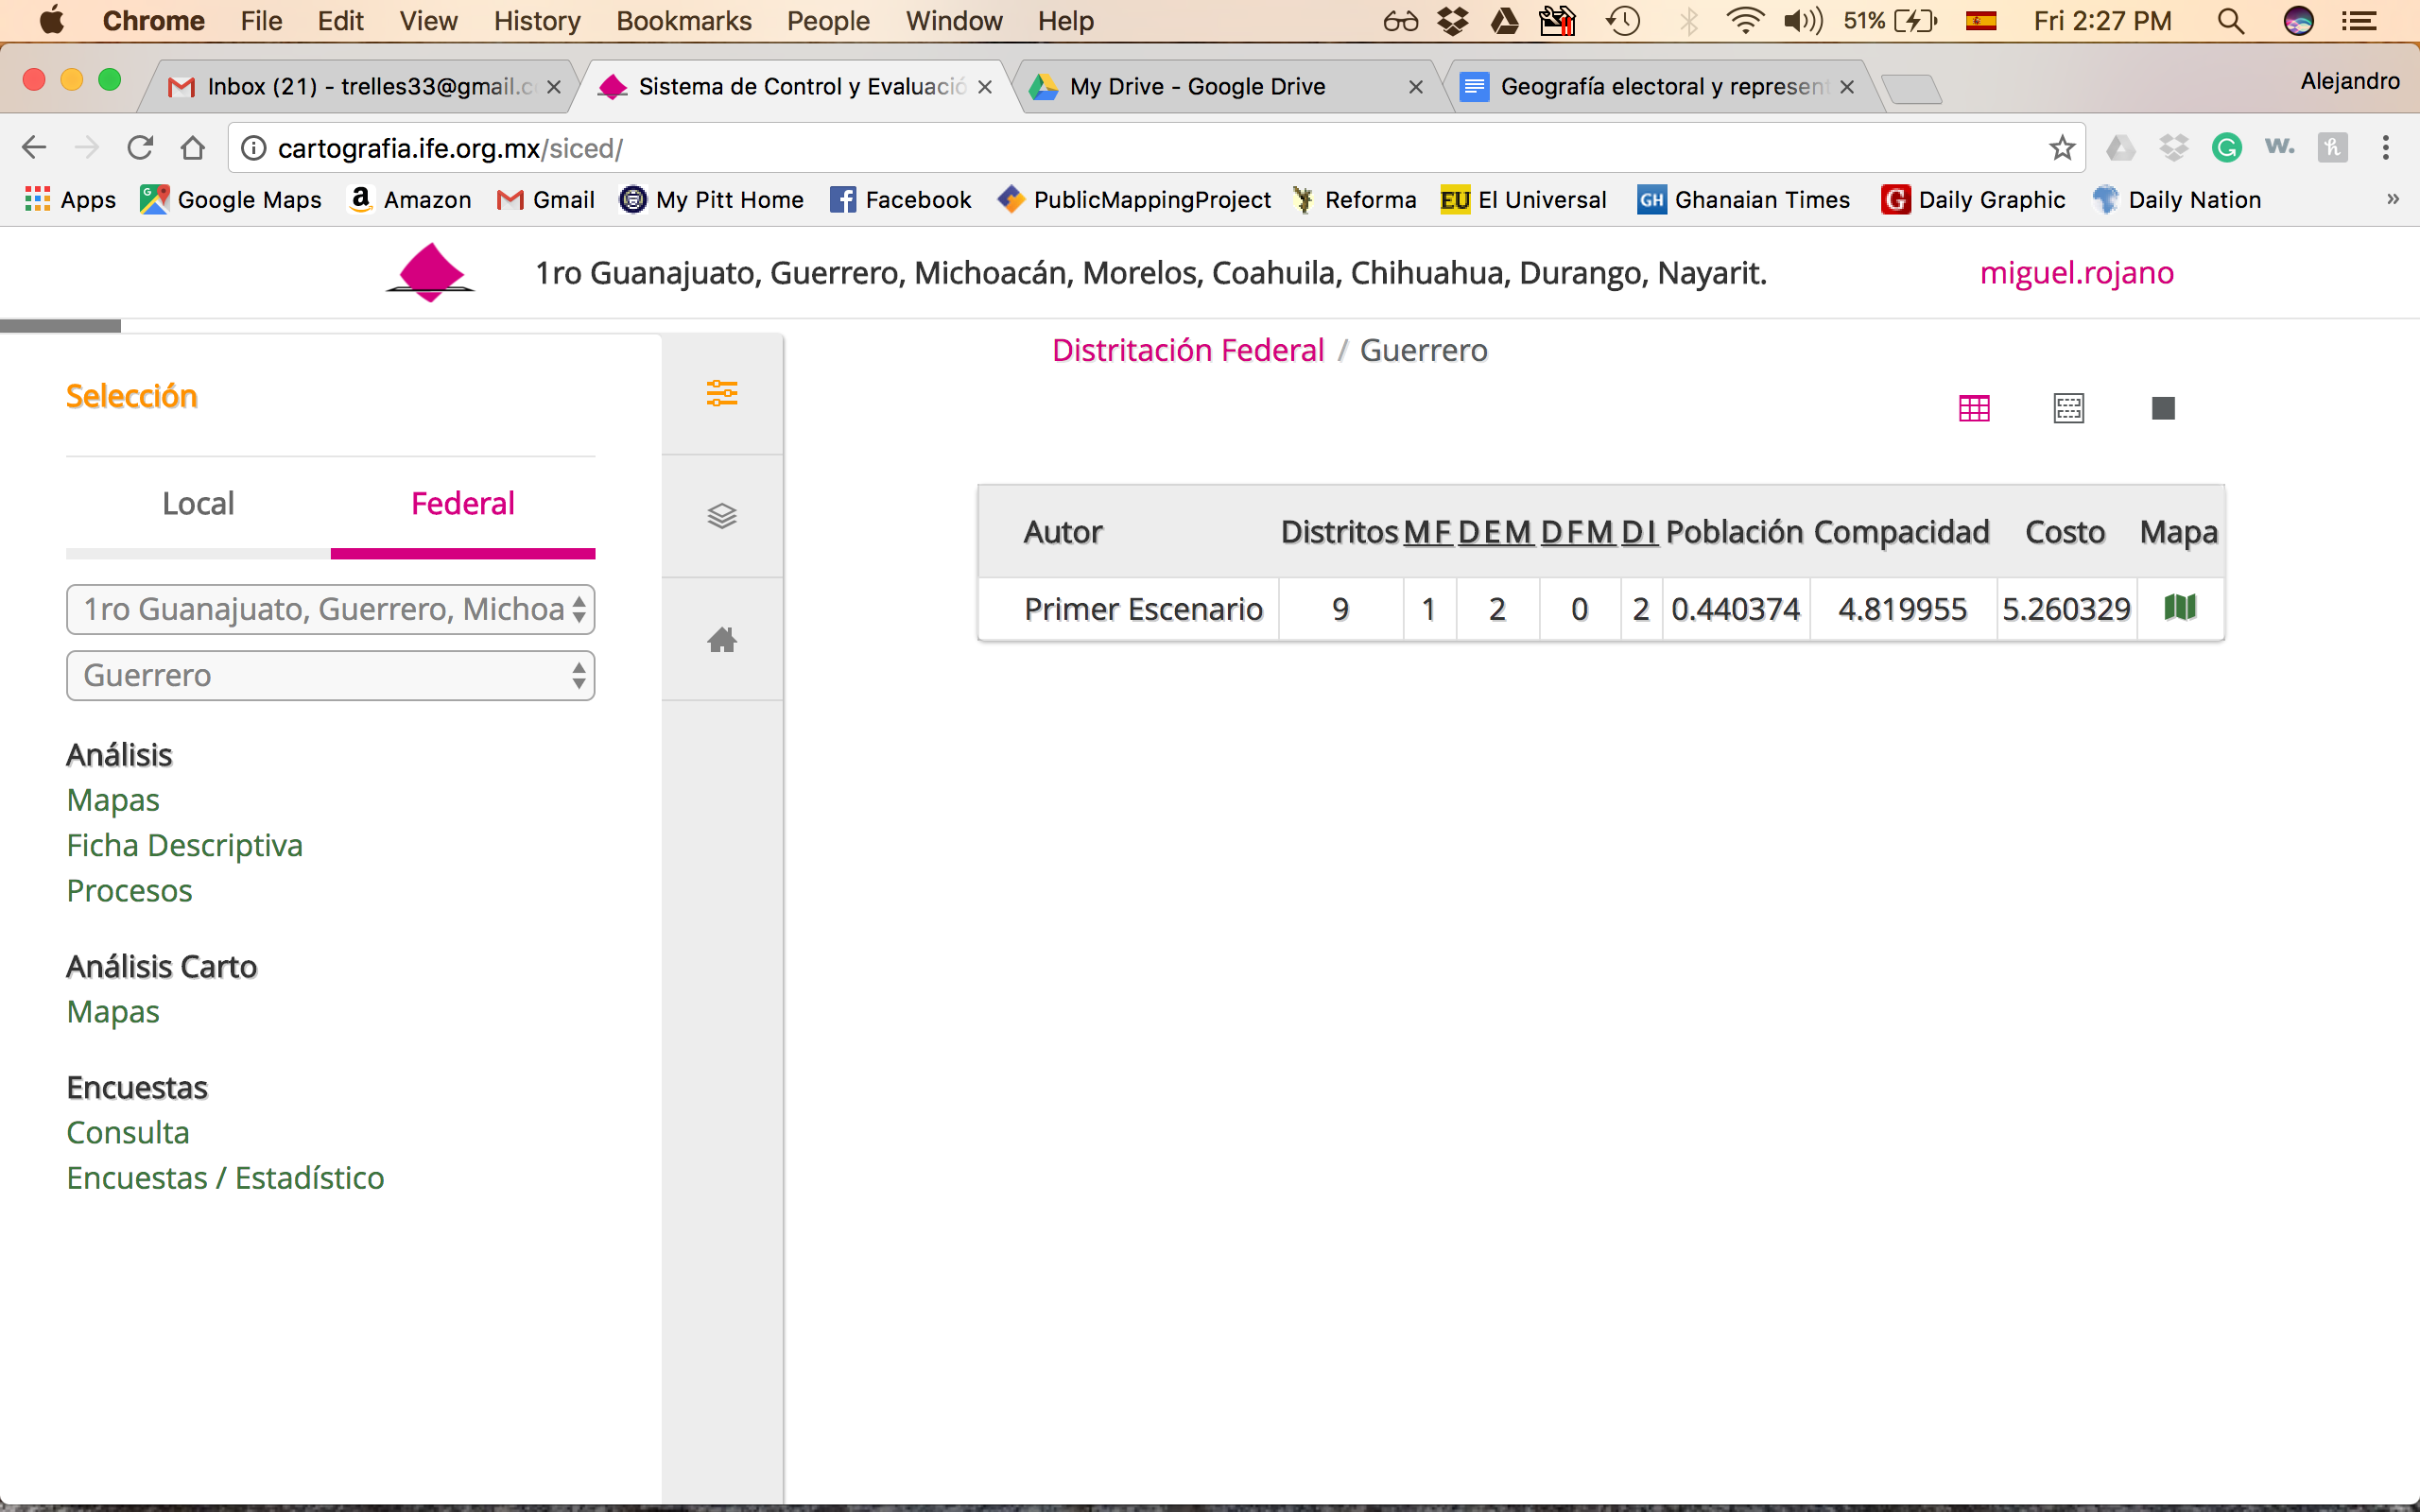 Chrome File Edit View History Bookmarks People Window Help 51% Fri 2:27 PM
Inbox (21) - trelles33@gmail.c Sistema de Control y Evaluació My Drive - Google Drive Geografía electoral y represent Alejandro
cartografia.ife.org.mx/siced/
Apps Google Maps Amazon Gmail My Pitt Home Facebook PublicMappingProject Reforma EU El Universal GH Ghanaian Times G Daily Graphic Daily Nation »
1ro Guanajuato, Guerrero, Michoacán, Morelos, Coahuila, Chihuahua, Durango, Nayarit. miguel.rojano
Distritación Federal / Guerrero
Selección
Local Federal
1ro Guanajuato, Guerrero, Michoa
Guerrero
Análisis
Mapas
Ficha Descriptiva
Procesos
Análisis Carto
Mapas
Encuestas
Consulta
Encuestas / Estadístico
Autor Distritos MF DEM DFM DI Población Compacidad Costo Mapa
Primer Escenario 9 1 2 0 2 0.440374 4.819955 5.260329